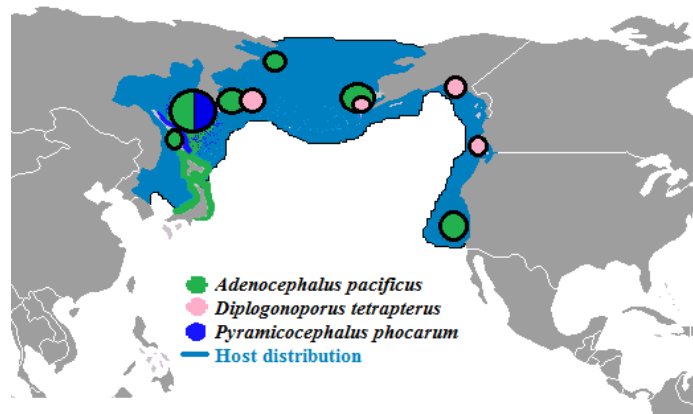 Adenocephalus pacificus
Diplogonoporus tetrapterus
Pyramicocephalus phocarum
Host distribution